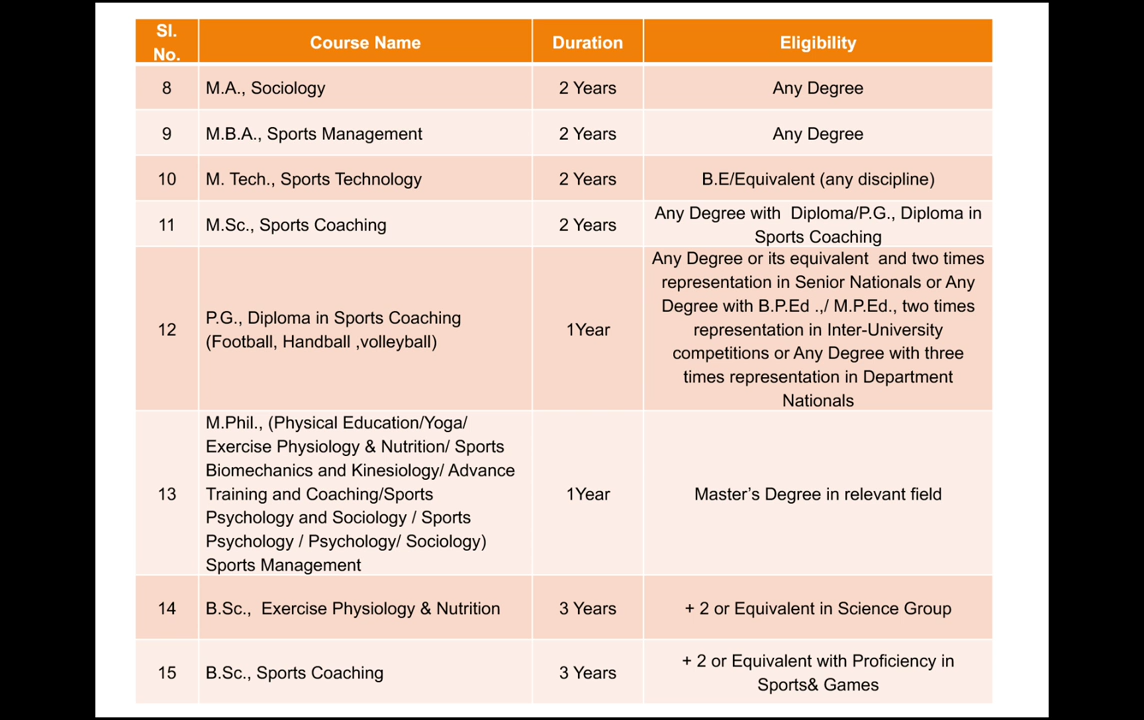 Sl. No.
Course Name
Duration
Eligibility
8
M.A., Sociology
2 Years
Any Degree
9
M.B.A., Sports Management
2 Years
Any Degree
10
M. Tech., Sports Technology
2 Years
B.E/Equivalent (any discipline)
11
M.Sc., Sports Coaching
2 Years
Any Degree with  Diploma/P.G., Diploma in
Sports Coaching
12
P.G., Diploma in Sports Coaching
(Football, Handball ,volleyball)
1Year
Any Degree or its equivalent  and two times
representation in Senior Nationals or Any
Degree with B.P.Ed .,/ M.P.Ed., two times
representation in Inter-University
competitions or Any Degree with three
times representation in Department
Nationals
13
M.Phil., (Physical Education/Yoga/
Exercise Physiology & Nutrition/ Sports
Biomechanics and Kinesiology/ Advance
Training and Coaching/Sports
Psychology and Sociology / Sports
Psychology / Psychology/ Sociology)
Sports Management
1Year
Master’s Degree in relevant field
14
B.Sc.,  Exercise Physiology & Nutrition
3 Years
+ 2 or Equivalent in Science Group
15
B.Sc., Sports Coaching
3 Years
+ 2 or Equivalent with Proficiency in
Sports& Games